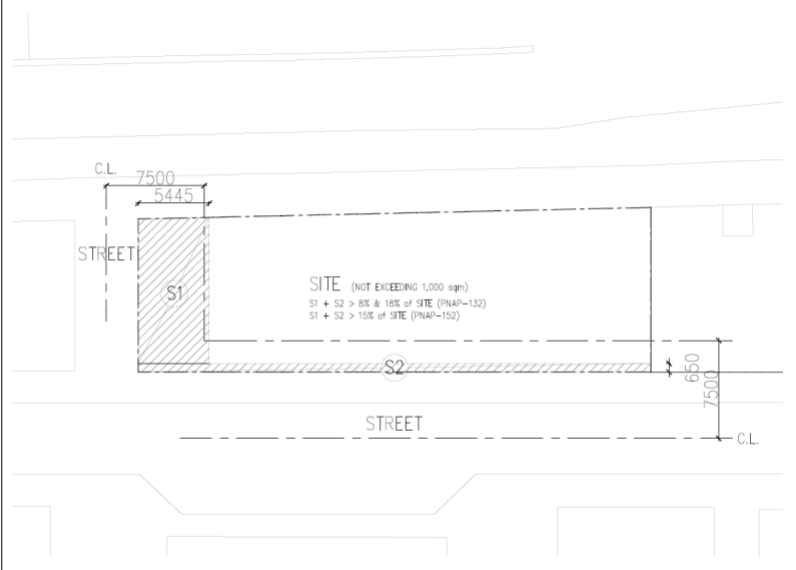 C.L.
7500
5445
STREET
S1
SITE (NOT EXCEEDING 1,000 sqm)
S1 + S2 > 8% & 18% of SITE (PNAP-132)
S1 + S2 > 15% of SITE (PNAP-152)
S2
650
7500
STREET
C.L.